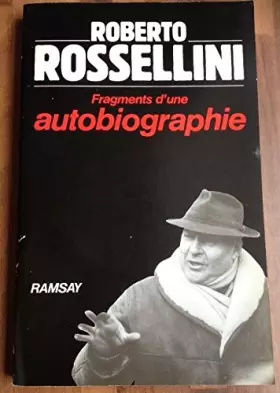 ROBERTO
ROSSELLINI
Fragments d'une
autobiographie
RAMSAY